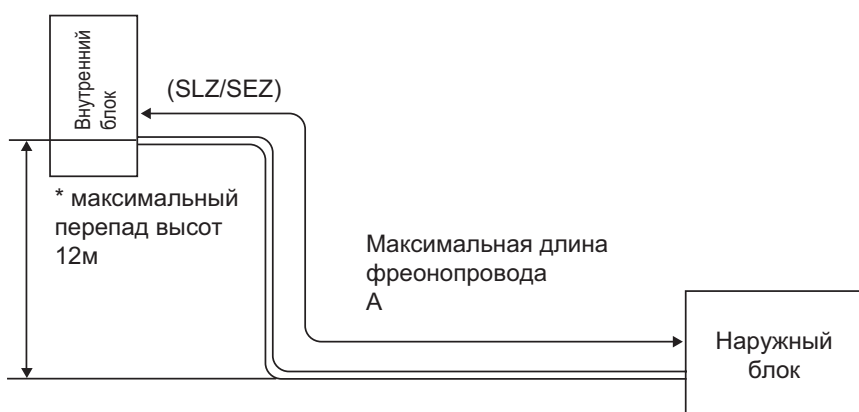 Внутренний
блок
(SLZ/SEZ)
* максимальный
перепад высот
12м
Максимальная длина
фреонопровода
А
Наружный
блок